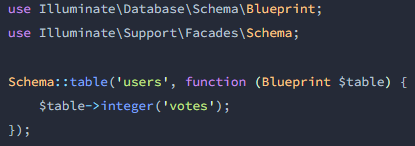 use Illuminate\Database\Schema\Blueprint;
use Illuminate\Support\Facades\Schema;
Schema::table('users', function (Blueprint $table) {
    $table->integer('votes');
});